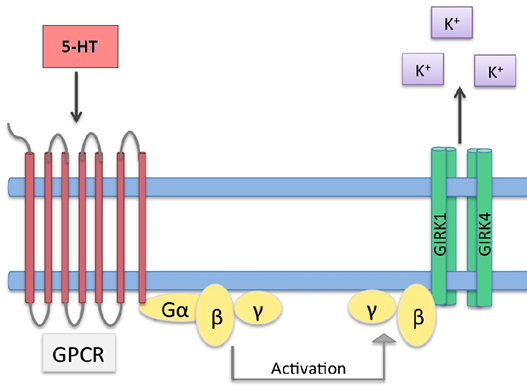 5-HT
K⁺
K⁺
K⁺
GIRK1
GIRK4
Gα
β
γ
γ
β
GPCR
Activation